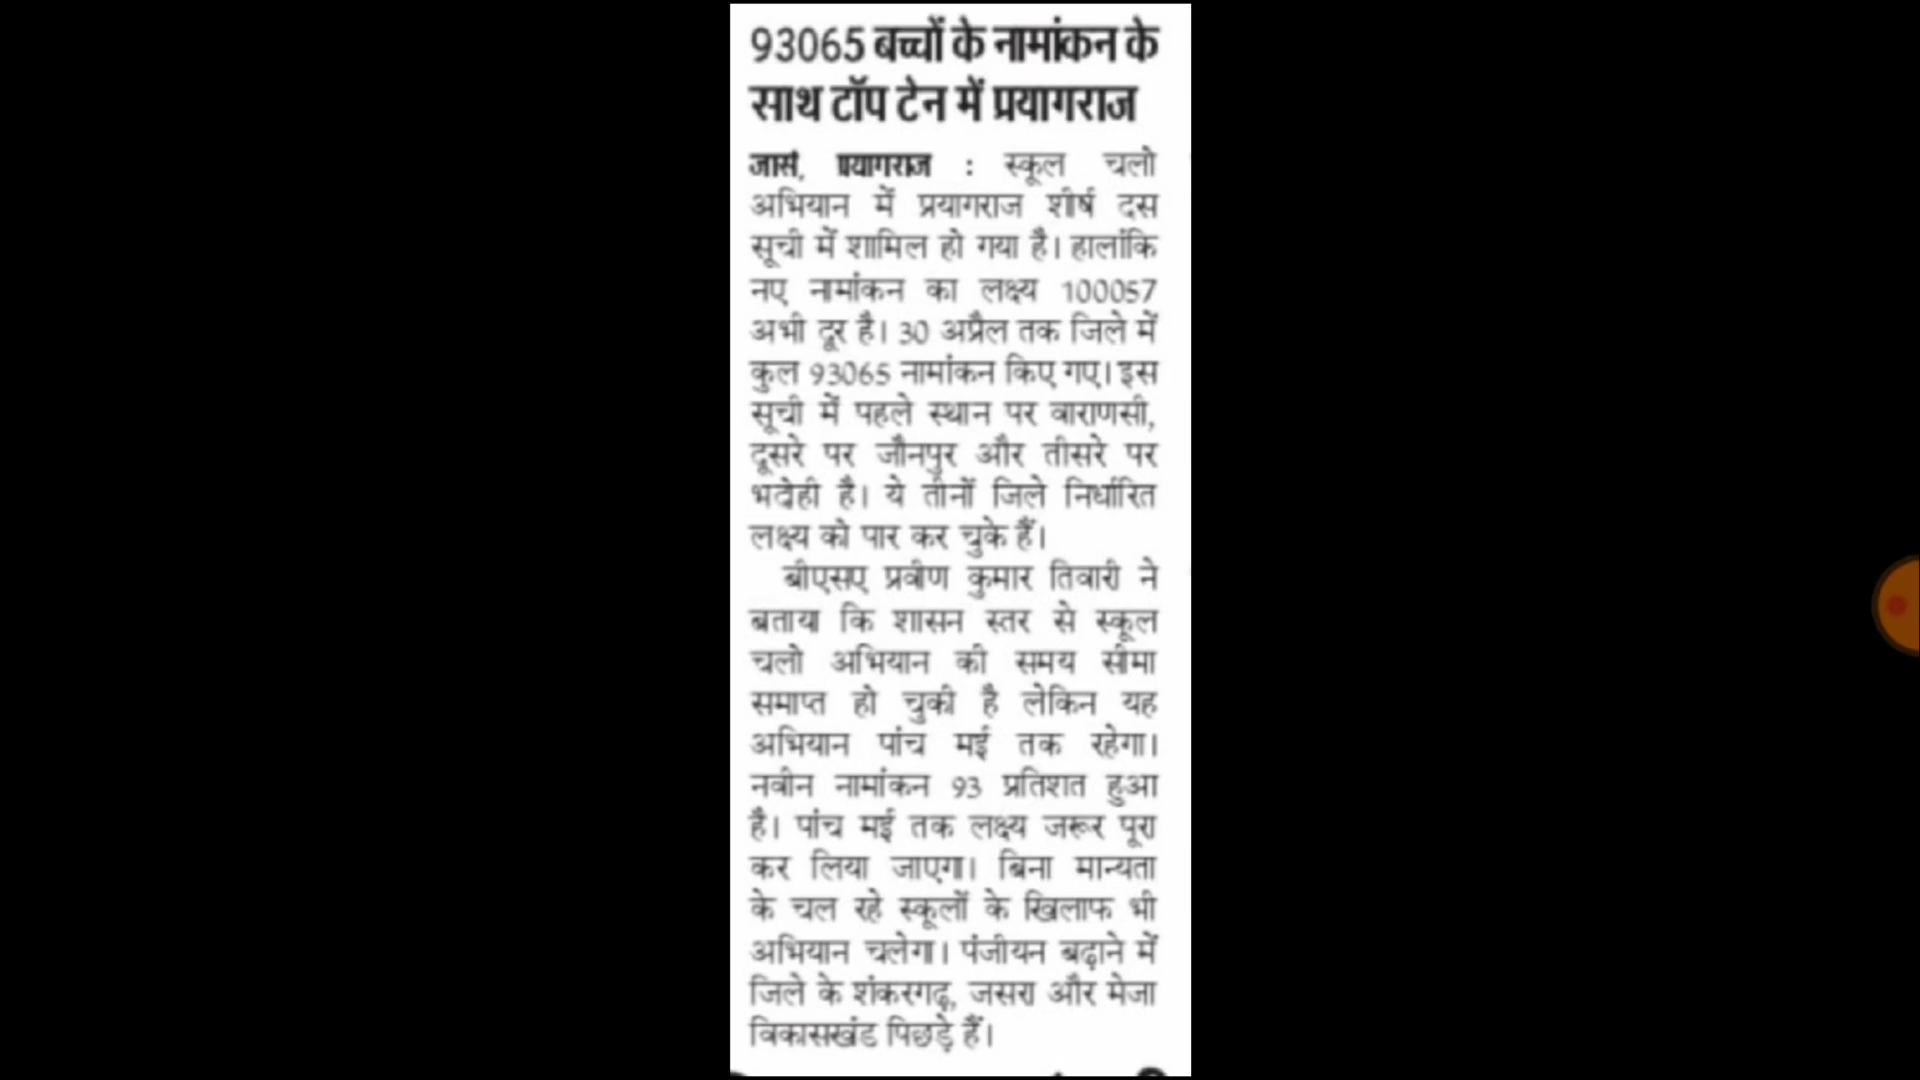 93065 बच्चों के नामांकन के
साथ टॉप टेन में प्रयागराज
जासं, प्रयागराज : स्कूल चलो
अभियान में प्रयागराज शीर्ष दस
सूची में शामिल हो गया है। हालांकि
नए नामांकन का लक्ष्य 100057
अभी दूर है। 30 अप्रैल तक जिले में
कुल 93065 नामांकन किए गए। इस
सूची में पहले स्थान पर वाराणसी,
दूसरे पर जौनपुर और तीसरे पर
भदोही है। ये तीनों जिले निर्धारित
लक्ष्य को पार कर चुके हैं।
बीएसए प्रवीण कुमार तिवारी ने
बताया कि शासन स्तर से स्कूल
चलो अभियान की समय सीमा
समाप्त हो चुकी है लेकिन यह
अभियान पांच मई तक रहेगा।
नवीन नामांकन 93 प्रतिशत हुआ
है। पांच मई तक लक्ष्य जरूर पूरा
कर लिया जाएगा। बिना मान्यता
के चल रहे स्कूलों के खिलाफ भी
अभियान चलेगा। पंजीयन बढ़ाने में
जिले के शंकरगढ़, जसरा और मेजा
विकासखंड पिछड़े हैं।